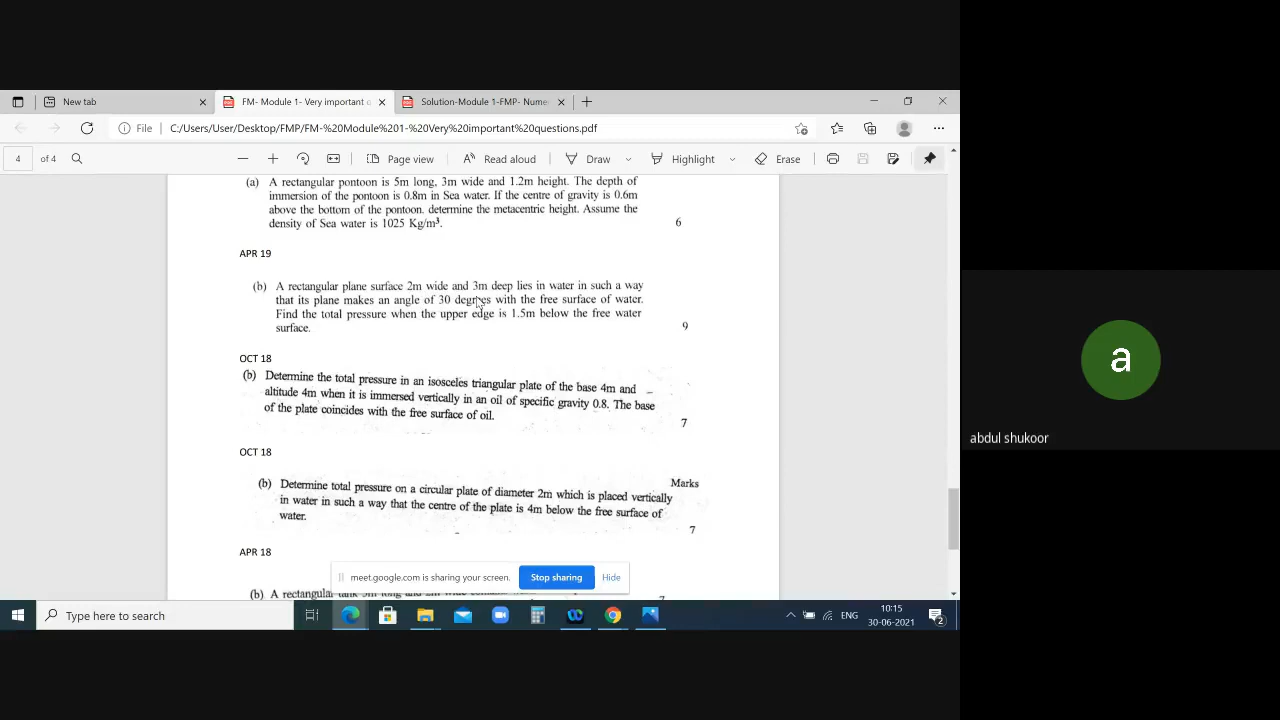 New tab
FM- Module 1- Very important q
Solution-Module 1-FMP- Nume
File
C:/Users/User/Desktop/FMP/FM-%20Module%201-%20Very%20important%20questions.pdf
4 of 4
Page view
Read aloud
Draw
Highlight
Erase
(a) A rectangular pontoon is 5m long, 3m wide and 1.2m height. The depth of
immersion of the pontoon is 0.8m in Sea water. If the centre of gravity is 0.6m
above the bottom of the pontoon. determine the metacentric height. Assume the
density of Sea water is 1025 Kg/m³.
6
APR 19
(b) A rectangular plane surface 2m wide and 3m deep lies in water in such a way
that its plane makes an angle of 30 degrees with the free surface of water.
Find the total pressure when the upper edge is 1.5m below the free water
surface.
9
OCT 18
(b) Determine the total pressure in an isosceles triangular plate of the base 4m and
altitude 4m when it is immersed vertically in an oil of specific gravity 0.8. The base
of the plate coincides with the free surface of oil.
7
OCT 18
Marks
(b) Determine total pressure on a circular plate of diameter 2m which is placed vertically
in water in such a way that the centre of the plate is 4m below the free surface of
water.
7
APR 18
(b) A rectangular tank 5m long and 2m wide contains
7
meet.google.com is sharing your screen.
Stop sharing
Hide
Type here to search
ENG
10:15
30-06-2021
2
a
abdul shukoor